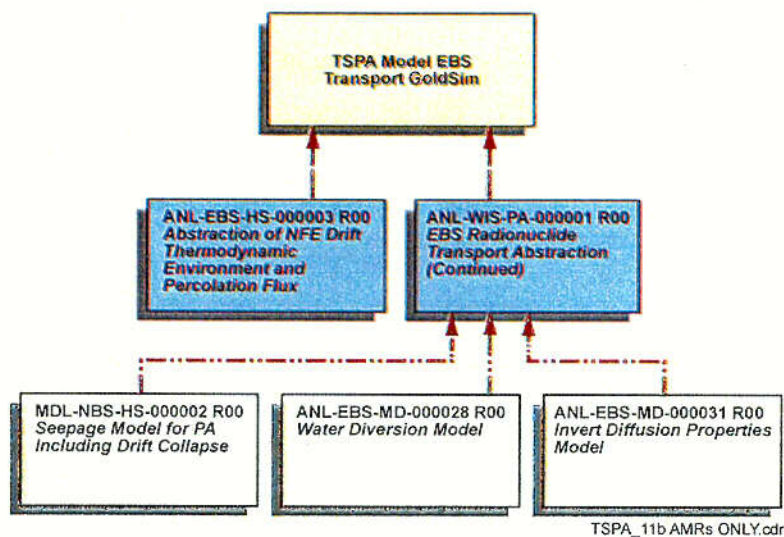 TSPA Model EBS
Transport GoldSim
ANL-EBS-HS-000003 R00
Abstraction of NFE Drift
Thermodynamic
Environment and
Percolation Flux
ANL-WIS-PA-000001 R00
EBS Radionuclide
Transport Abstraction
(Continued)
MDL-NBS-HS-000002 R00
Seepage Model for PA
Including Drift Collapse
ANL-EBS-MD-000028 R00
Water Diversion Model
ANL-EBS-MD-000031 R00
Invert Diffusion Properties
Model
TSPA_11b AMRs ONLY.cdr